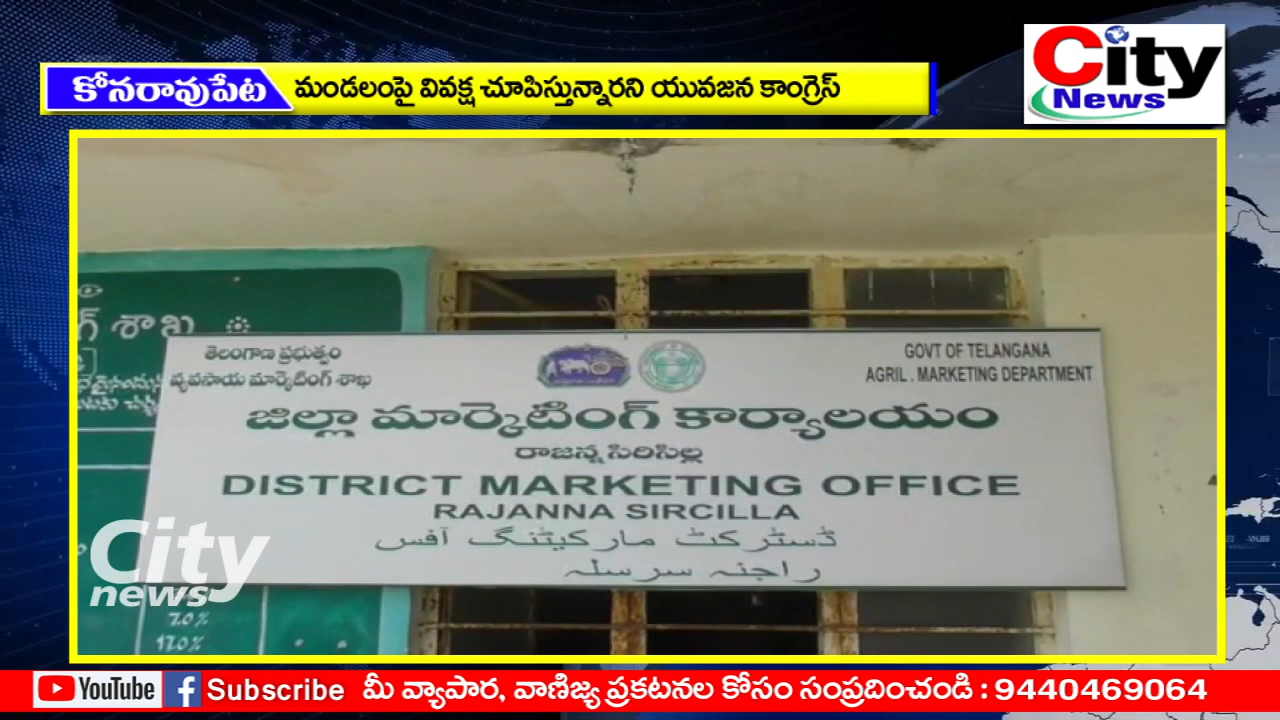 కోనరావుపేట మండలంపై వివక్ష చూపిస్తున్నారని యువజన కాంగ్రెస్
City
News
శాఖ
తెలంగాణ ప్రభుత్వం
వ్యవసాయ మార్కెటింగ్ శాఖ
GOVT OF TELANGANA
AGRIL . MARKETING DEPARTMENT
జిల్లా మార్కెటింగ్ కార్యాలయం
రాజన్న సిరిసిల్ల
DISTRICT MARKETING OFFICE
RAJANNA SIRCILLA
ڈسٹرکٹ مارکیٹنگ آفس
راجنہ سرسلہ
City
news
YouTube f Subscribe మీ వ్యాపార, వాణిజ్య ప్రకటనల కోసం సంప్రదించండి : 9440469064